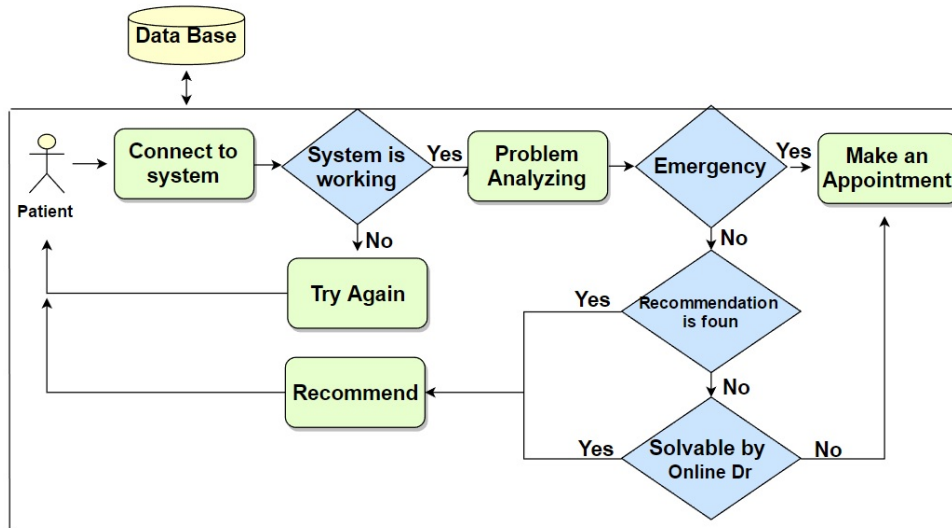 Data Base
Patient
Connect to
system
System is
working
Yes
Problem
Analyzing
Emergency
Yes
Make an
Appointment
No
Try Again
No
Recommendation
is foun
Yes
Recommend
No
Solvable by
Online Dr
Yes
No